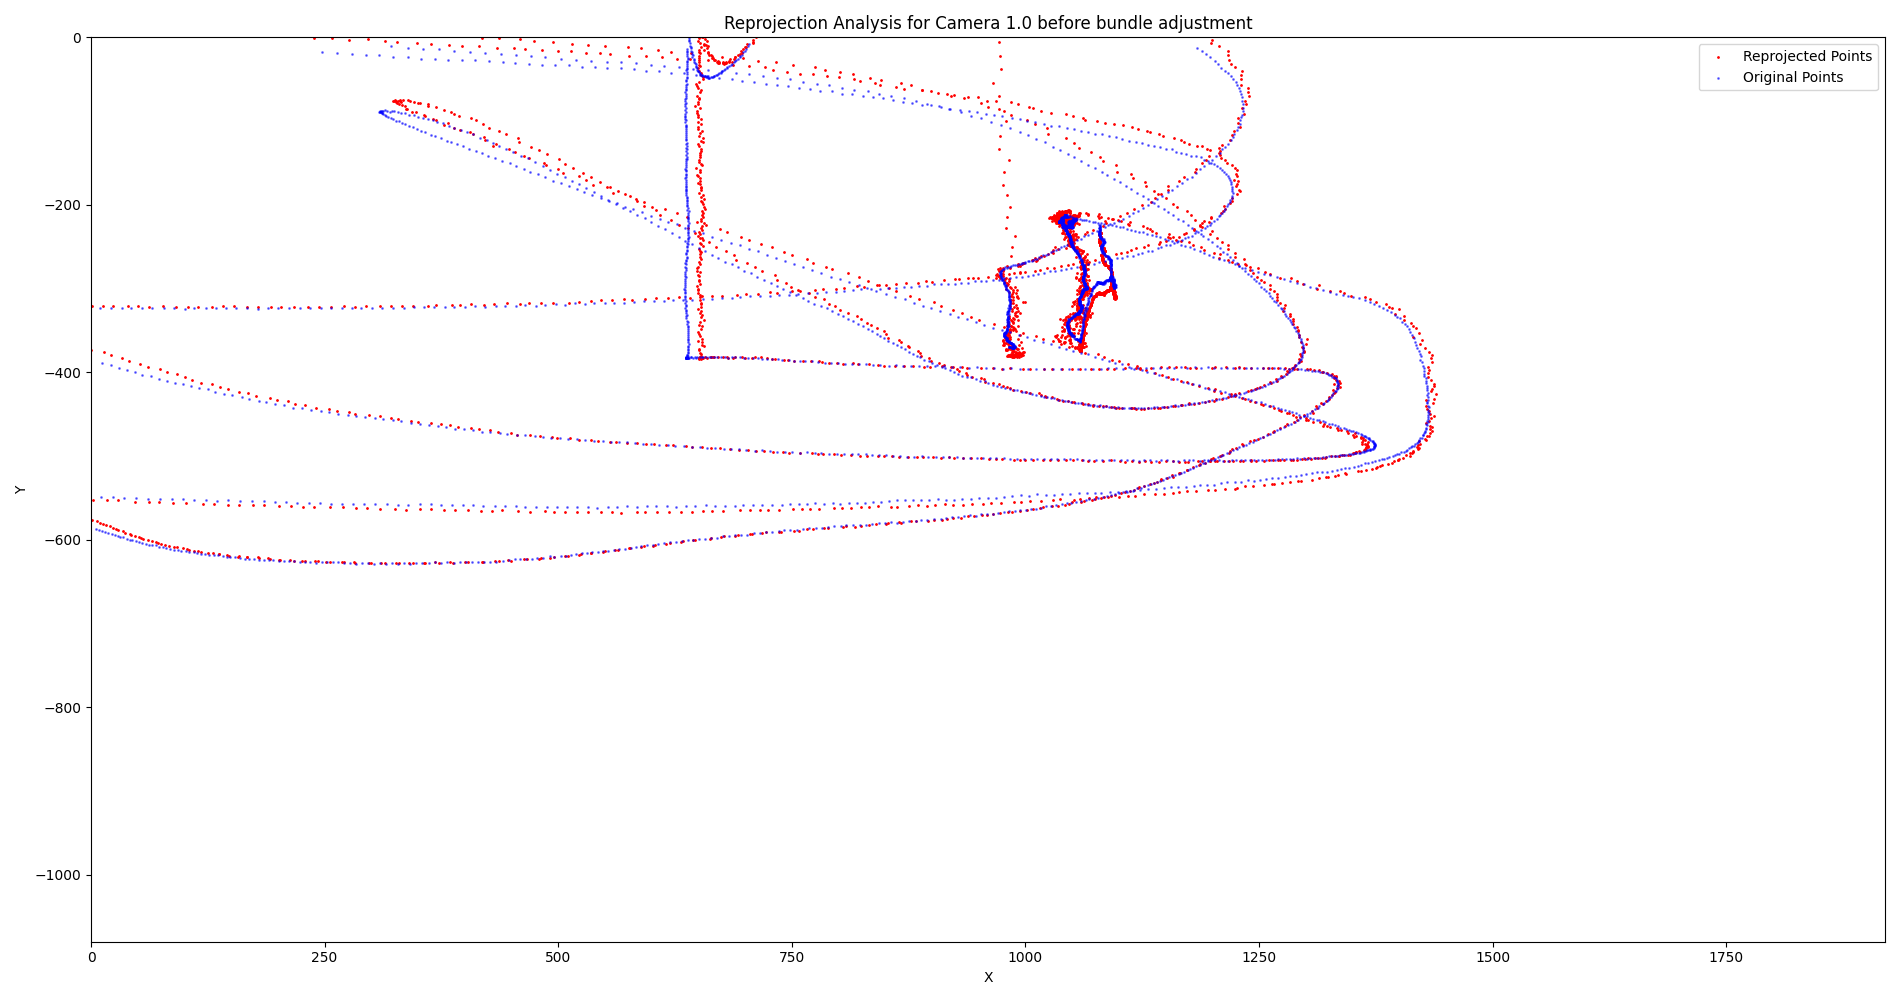 Reprojection Analysis for Camera 1.0 before bundle adjustment
Reprojected Points
Original Points
0
−200
−400
−600
−800
−1000
Y
0 250 500 750 1000 1250 1500 1750
X